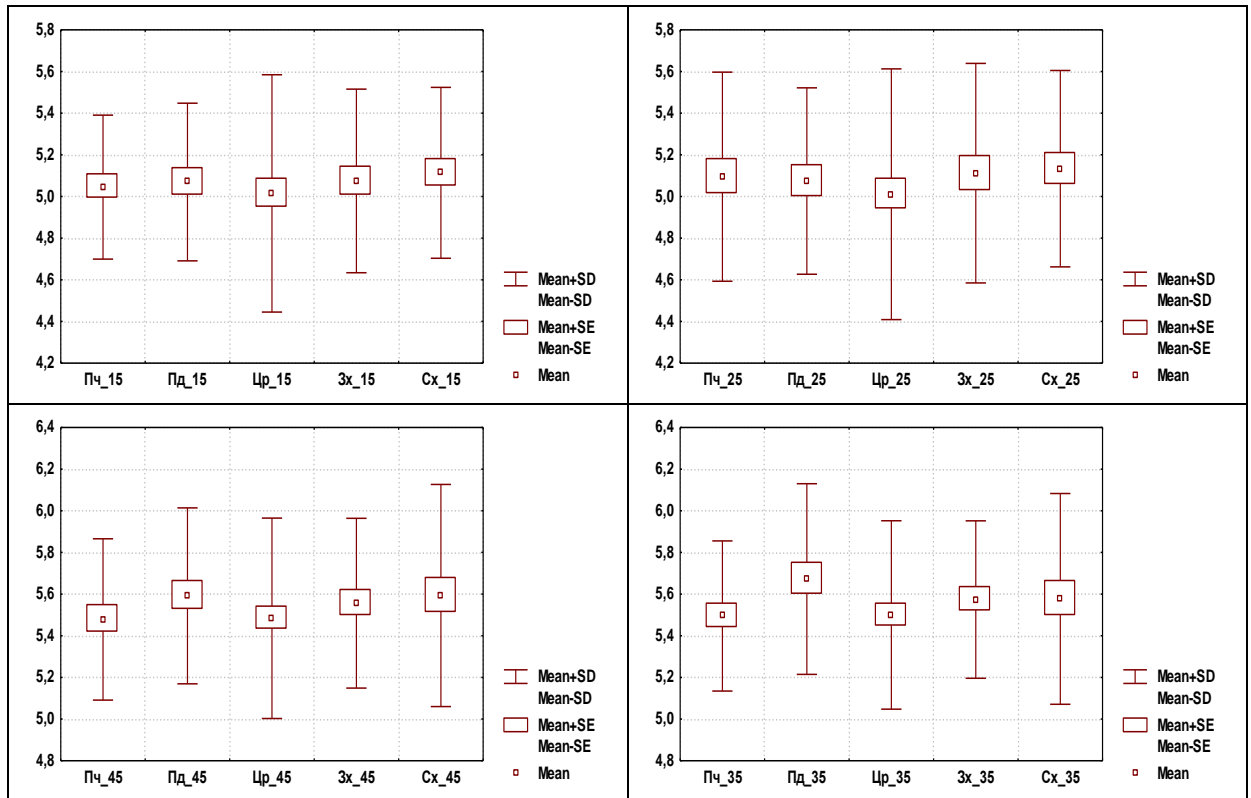 5,8
5,6
5,4
5,2
5,0
4,8
4,6
4,4
4,2
Пч_15 Пд_15 Цр_15 Зх_15 Сх_15
Mean+SD
Mean-SD
Mean+SE
Mean-SE
Mean
5,8
5,6
5,4
5,2
5,0
4,8
4,6
4,4
4,2
Пч_25 Пд_25 Цр_25 Зх_25 Сх_25
Mean+SD
Mean-SD
Mean+SE
Mean-SE
Mean
6,4
6,2
6,0
5,8
5,6
5,4
5,2
5,0
4,8
Пч_45 Пд_45 Цр_45 Зх_45 Сх_45
Mean+SD
Mean-SD
Mean+SE
Mean-SE
Mean
6,4
6,2
6,0
5,8
5,6
5,4
5,2
5,0
4,8
Пч_35 Пд_35 Цр_35 Зх_35 Сх_35
Mean+SD
Mean-SD
Mean+SE
Mean-SE
Mean